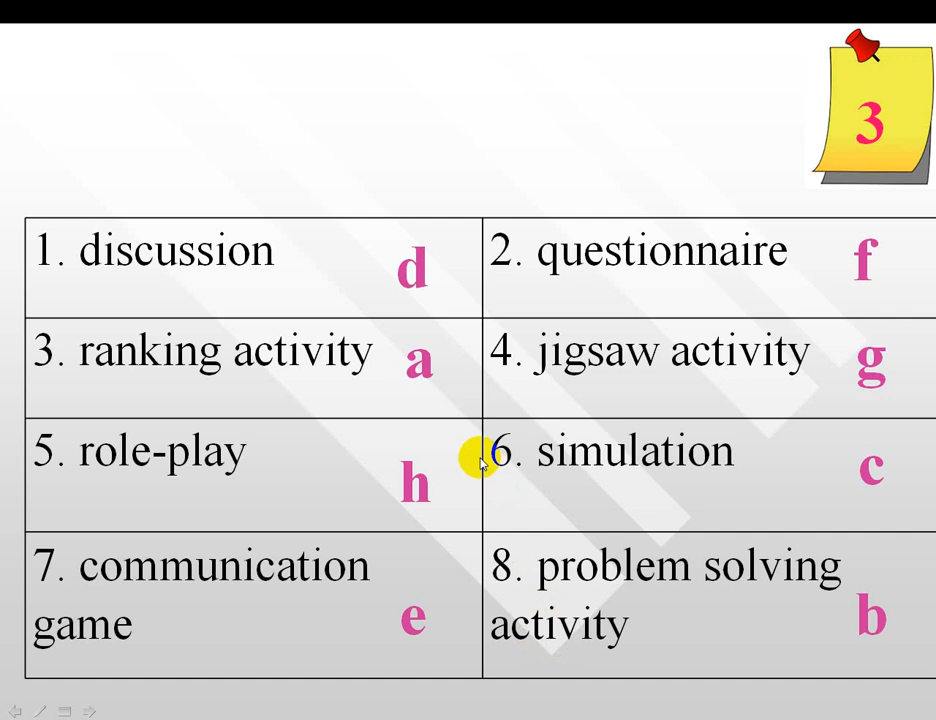 3
1. discussion d
2. questionnaire f
3. ranking activity a
4. jigsaw activity g
5. role-play h
6. simulation c
7. communication
game e
8. problem solving
activity b